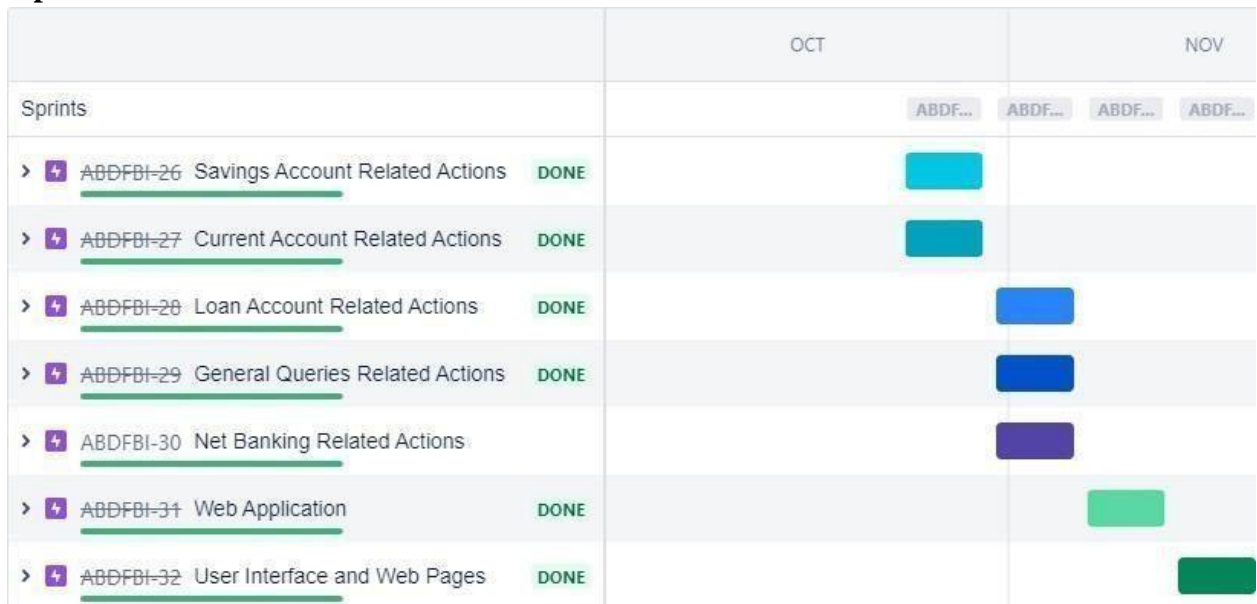 OCT NOV
Sprints ABDF... ABDF... ABDF... ABDF...
ABDFBI-26 Savings Account Related Actions DONE
ABDFBI-27 Current Account Related Actions DONE
ABDFBI-28 Loan Account Related Actions DONE
ABDFBI-29 General Queries Related Actions DONE
ABDFBI-30 Net Banking Related Actions
ABDFBI-31 Web Application DONE
ABDFBI-32 User Interface and Web Pages DONE